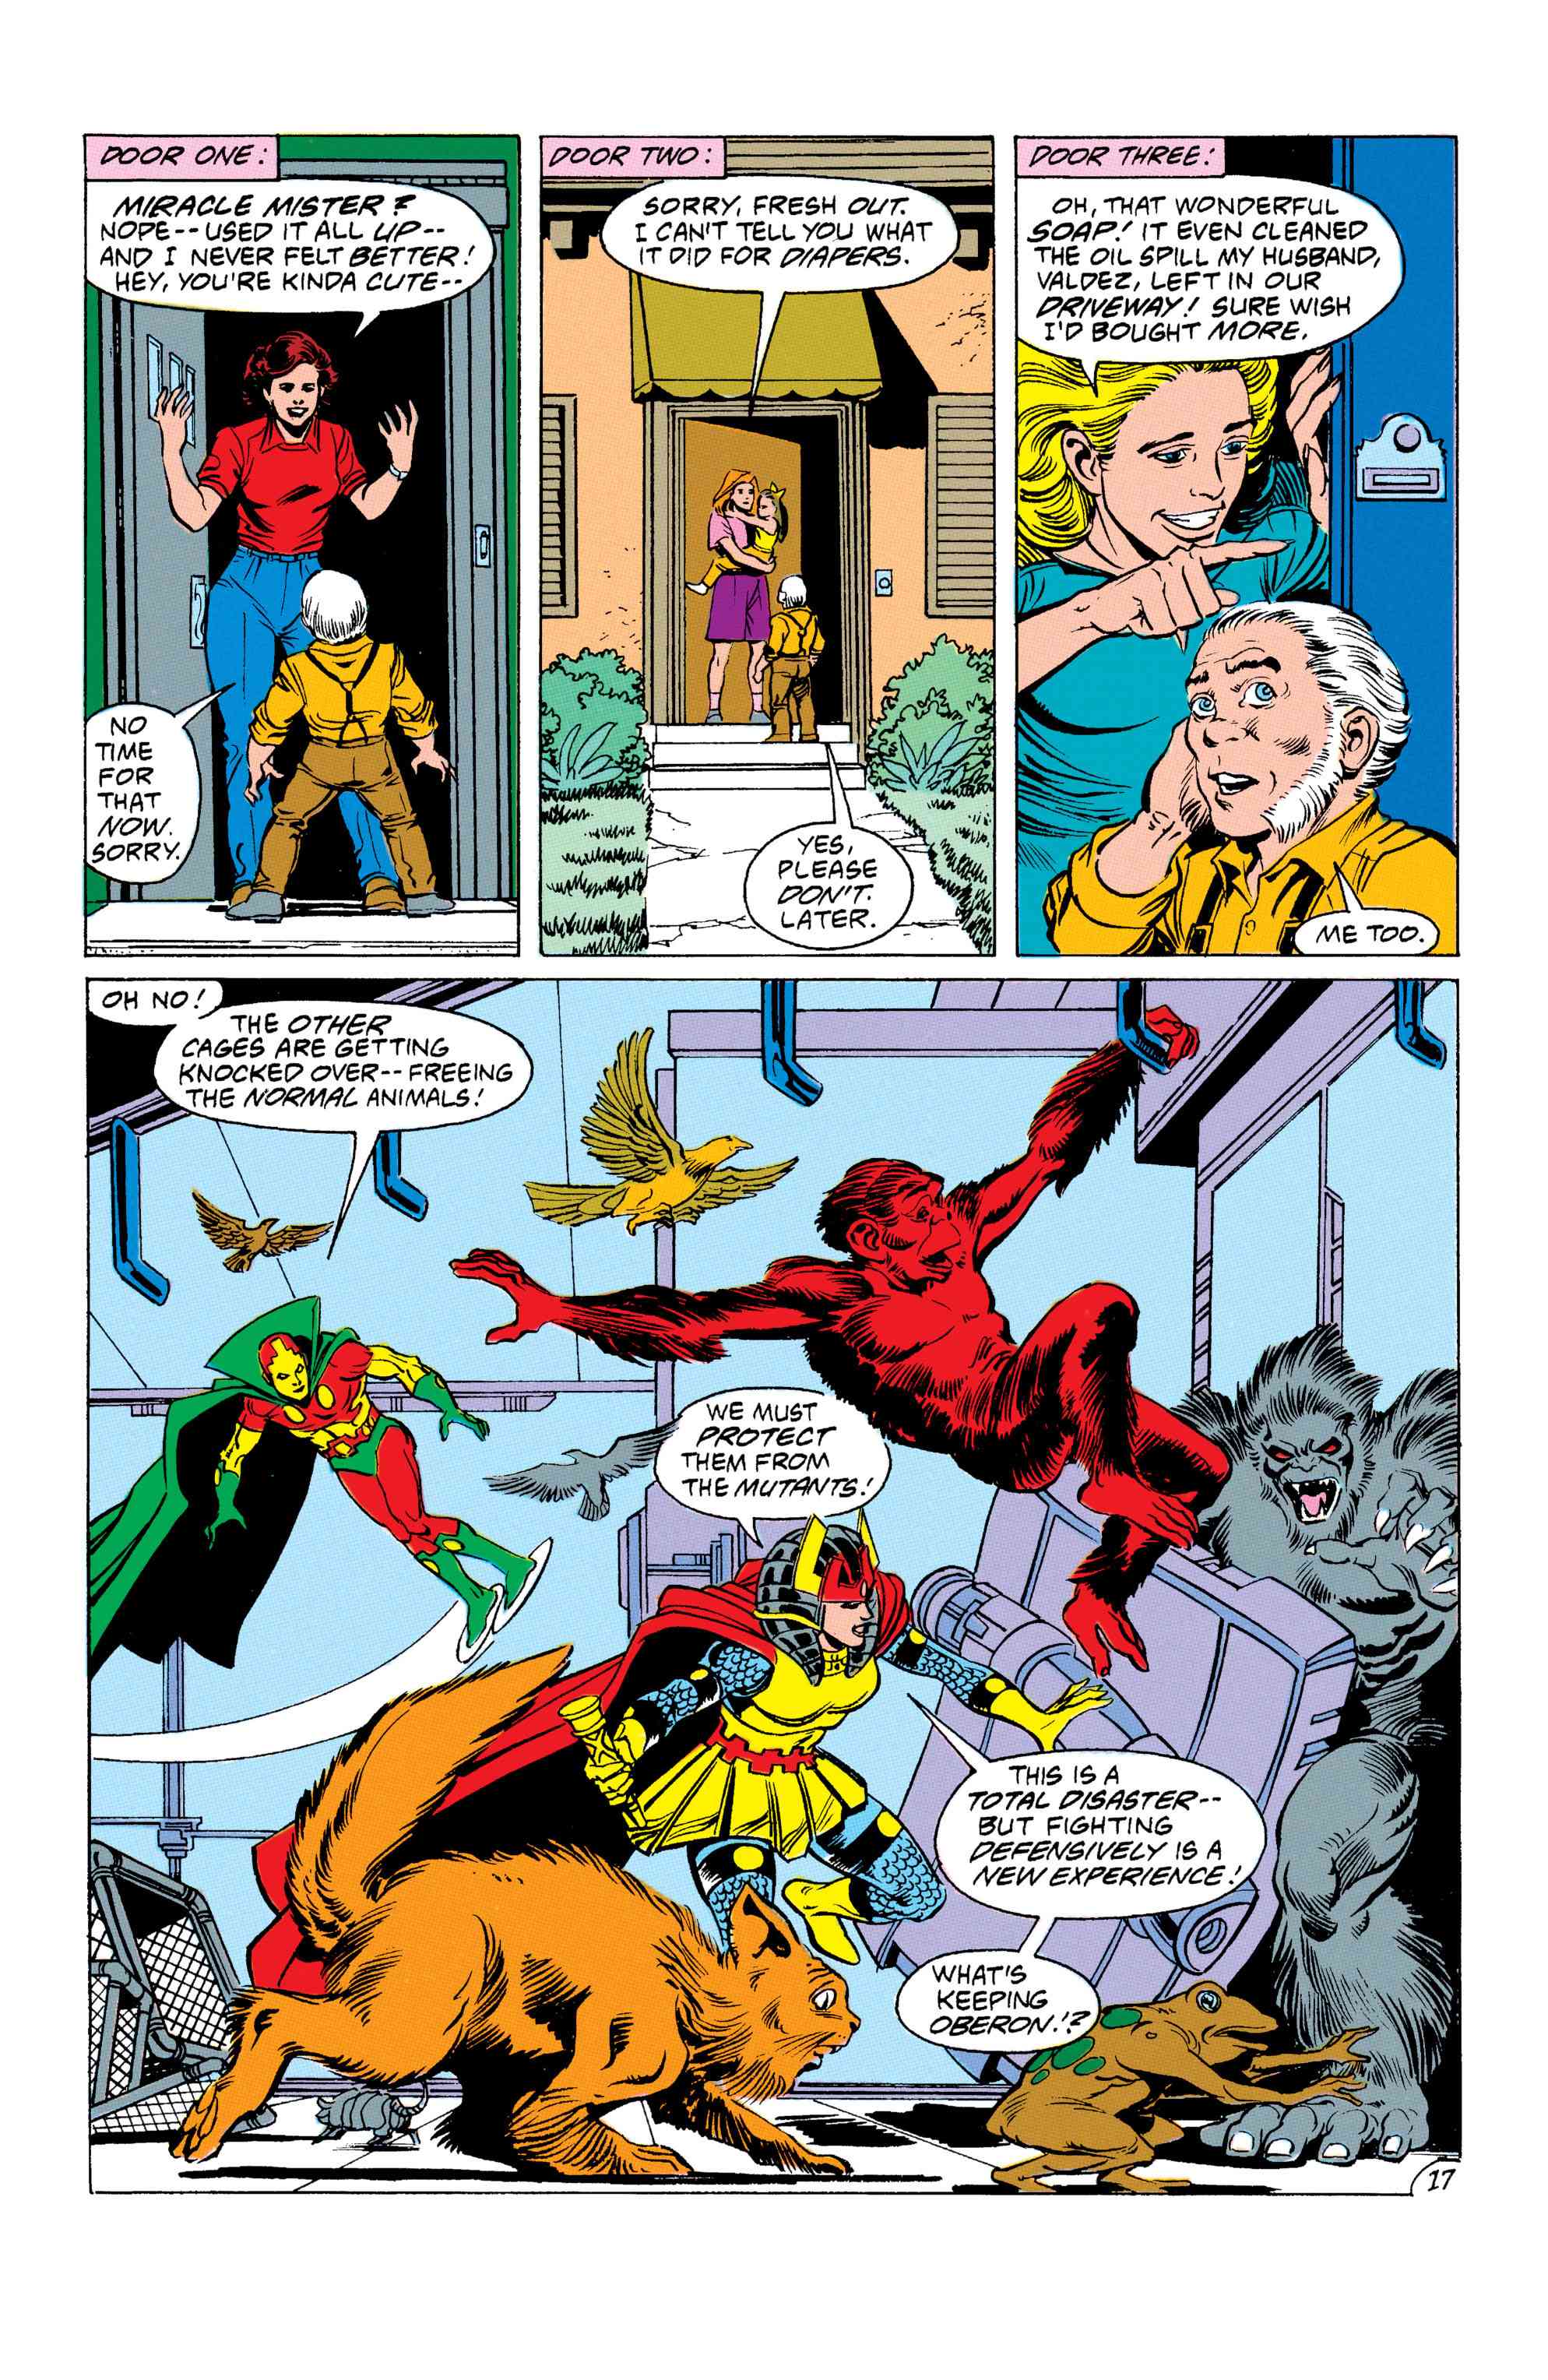 DOOR ONE:
MIRACLE MISTER?
NOPE--USED IT ALL UP--
AND I NEVER FELT BETTER!
HEY, YOU'RE KINDA CUTE--
NO
TIME
FOR
THAT
NOW.
SORRY.
DOOR TWO:
SORRY, FRESH OUT.
I CAN'T TELL YOU WHAT
IT DID FOR DIAPERS.
YES,
PLEASE
DON'T.
LATER.
DOOR THREE:
OH, THAT WONDERFUL
SOAP! IT EVEN CLEANED
THE OIL SPILL MY HUSBAND,
VALDEZ, LEFT IN OUR
DRIVEWAY! SURE WISH
I'D BOUGHT MORE.
ME TOO.
OH NO!
THE OTHER
CAGES ARE GETTING
KNOCKED OVER--FREEING
THE NORMAL ANIMALS!
WE MUST
PROTECT
THEM FROM
THE MUTANTS!
THIS IS A
TOTAL DISASTER--
BUT FIGHTING
DEFENSIVELY IS A
NEW EXPERIENCE!
WHAT'S
KEEPING
OBERON!?
17